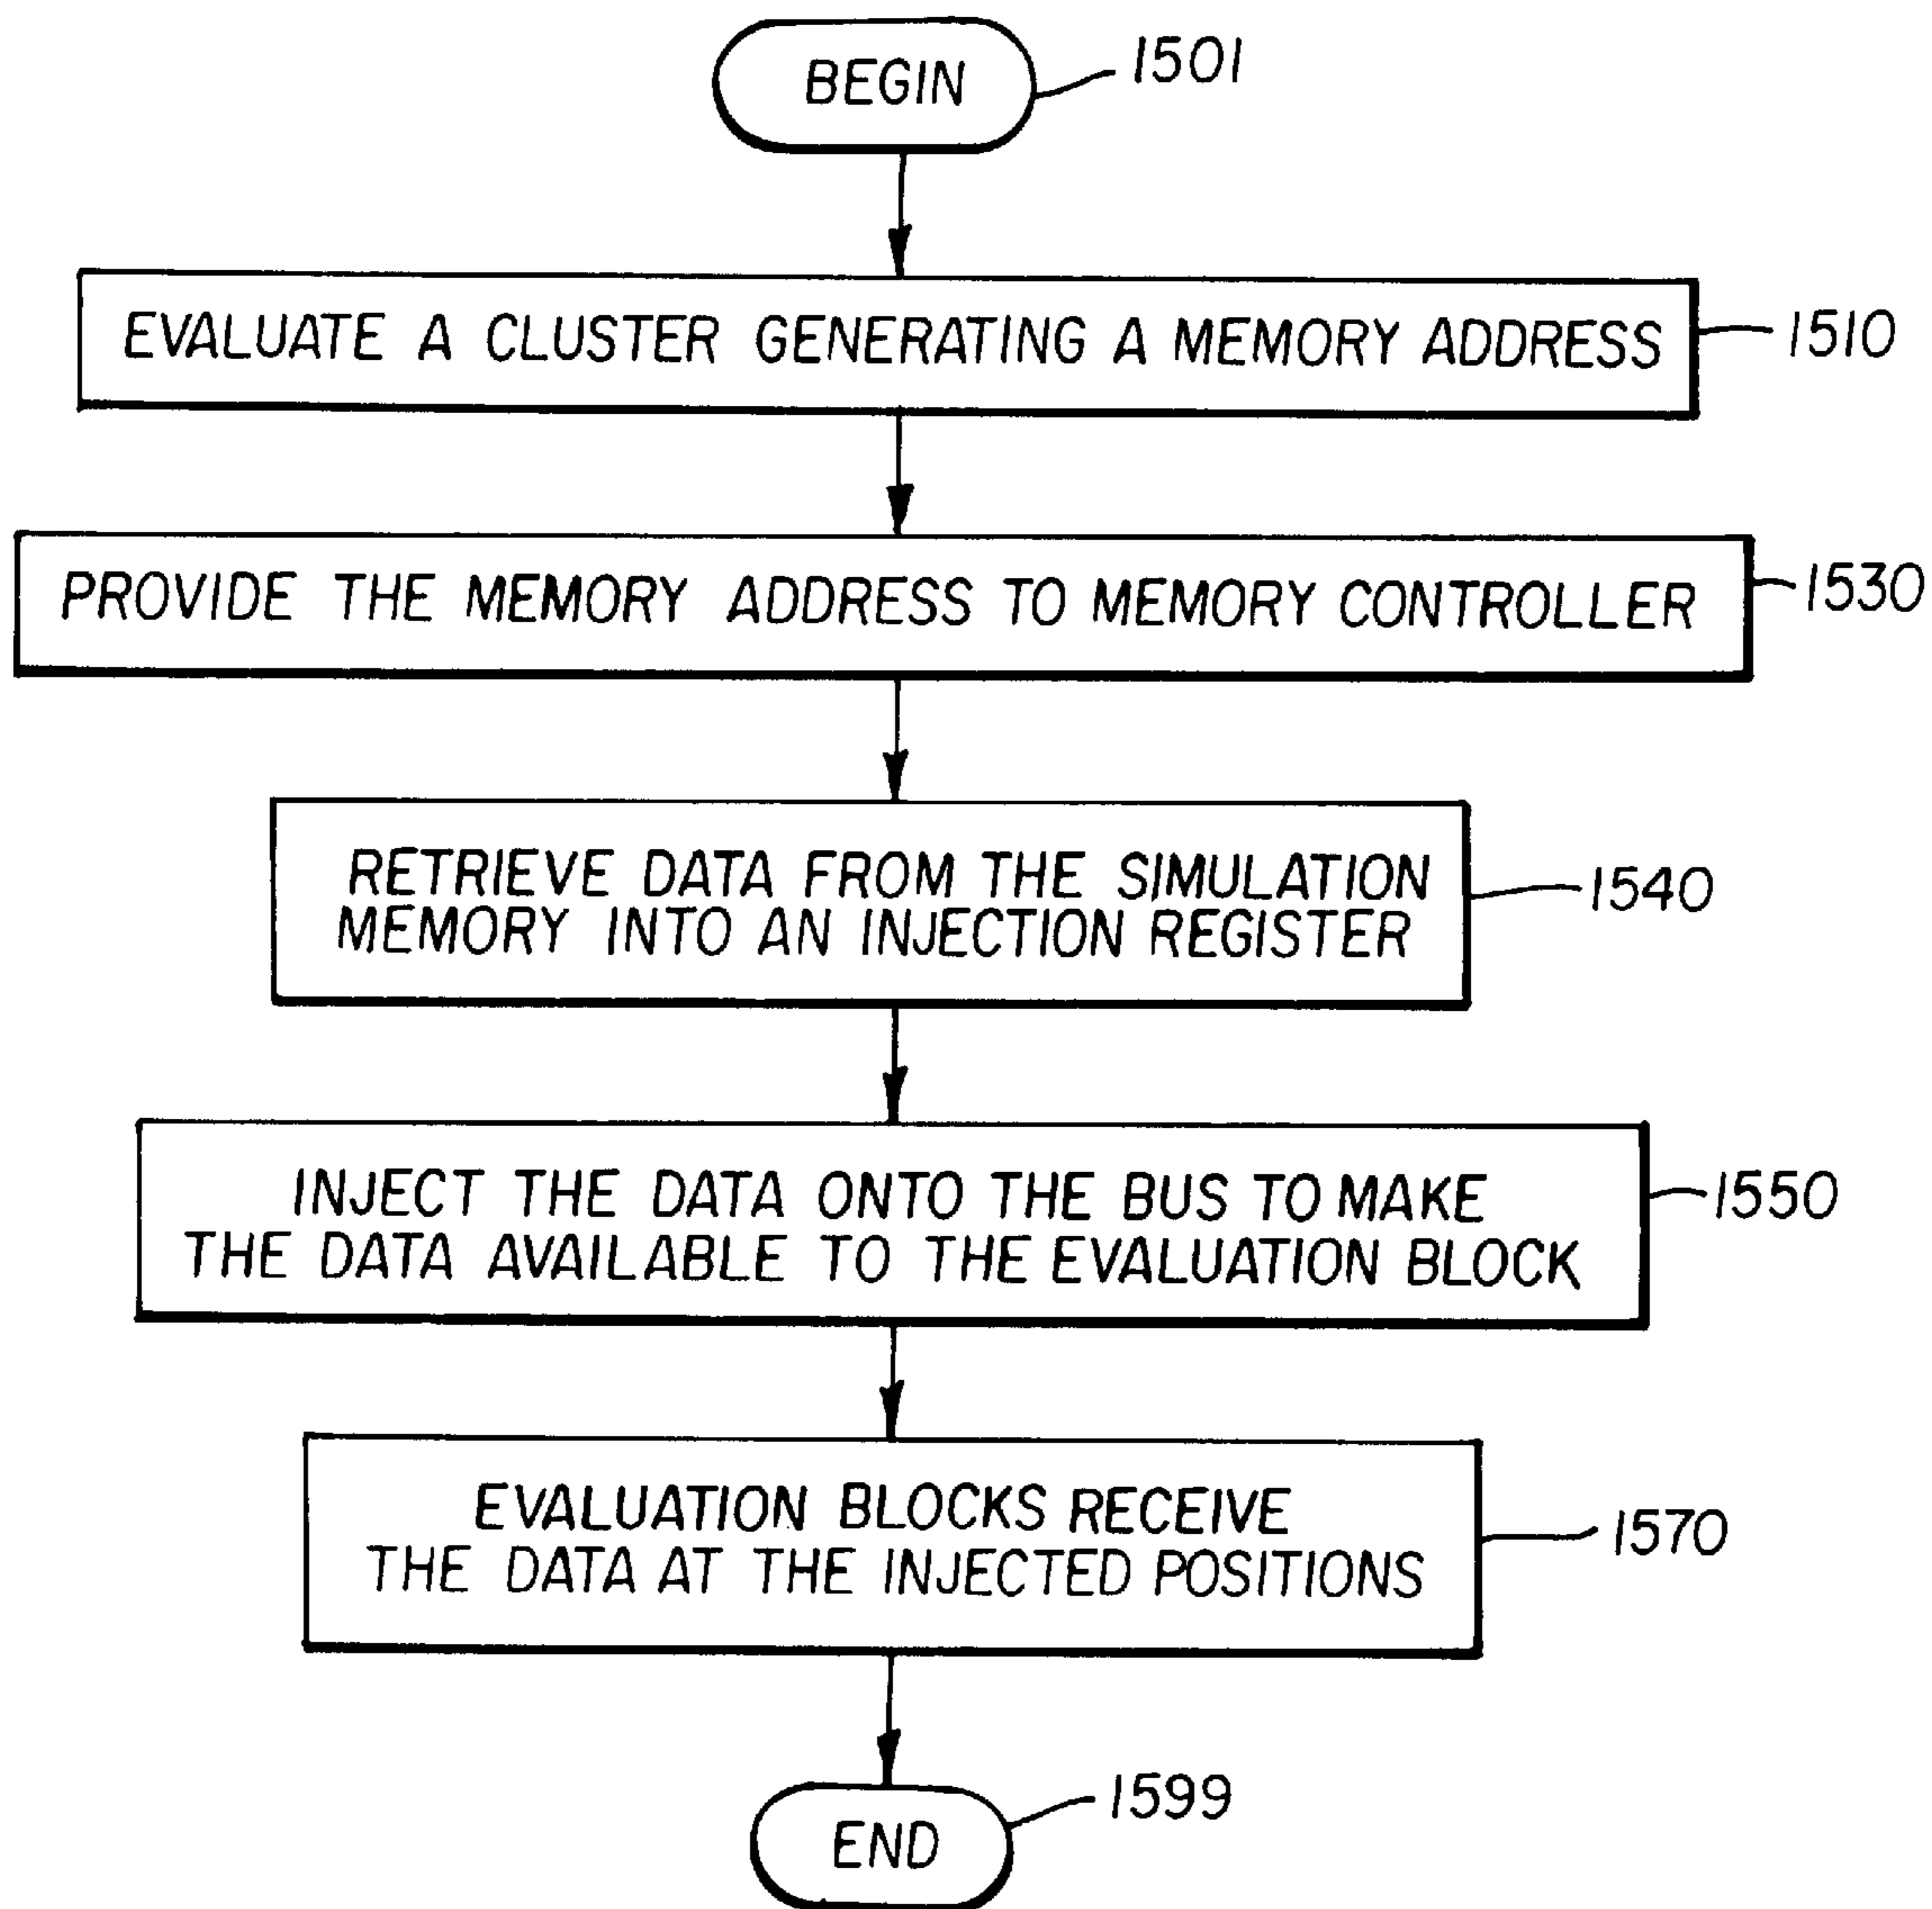 BEGIN
1501
EVALUATE A CLUSTER GENERATING A MEMORY ADDRESS
1510
PROVIDE THE MEMORY ADDRESS TO MEMORY CONTROLLER
1530
RETRIEVE DATA FROM THE SIMULATION
MEMORY INTO AN INJECTION REGISTER
1540
INJECT THE DATA ONTO THE BUS TO MAKE
THE DATA AVAILABLE TO THE EVALUATION BLOCK
1550
EVALUATION BLOCKS RECEIVE
THE DATA AT THE INJECTED POSITIONS
1570
END
1599